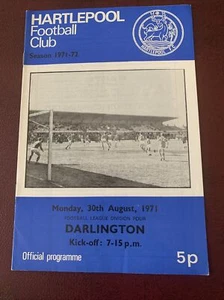 HARTLEPOOL
Football
Club
Season 1971-72
HARTLEPOOL F.C.
Monday, 30th August, 1971
FOOTBALL LEAGUE DIVISION FOUR
DARLINGTON
Kick-off: 7-15 p.m.
Official programme
5p